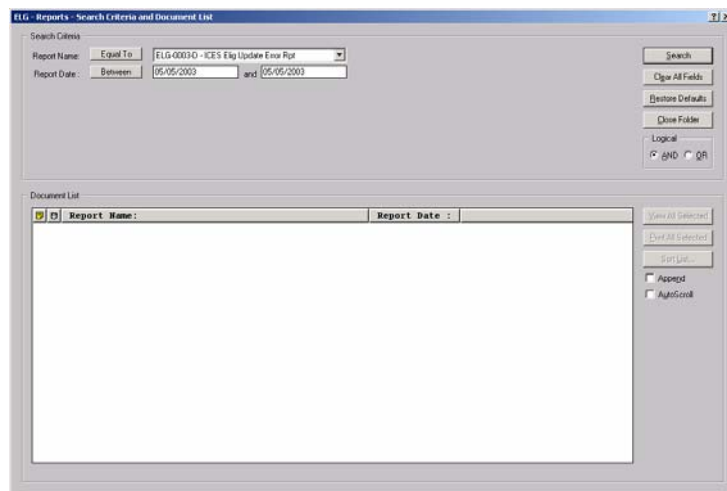 ELG - Reports - Search Criteria and Document List
Search Criteria
Report Name: Equal To ELG-0003-D - ICES Elig Update Error Rpt
Report Date : Between 05/05/2003 and 05/05/2003
Search
Clear All Fields
Restore Defaults
Close Folder
Logical
AND OR
Document List
Report Name: Report Date :
View All Selected
Print All Selected
Sort List...
Append
AutoScroll